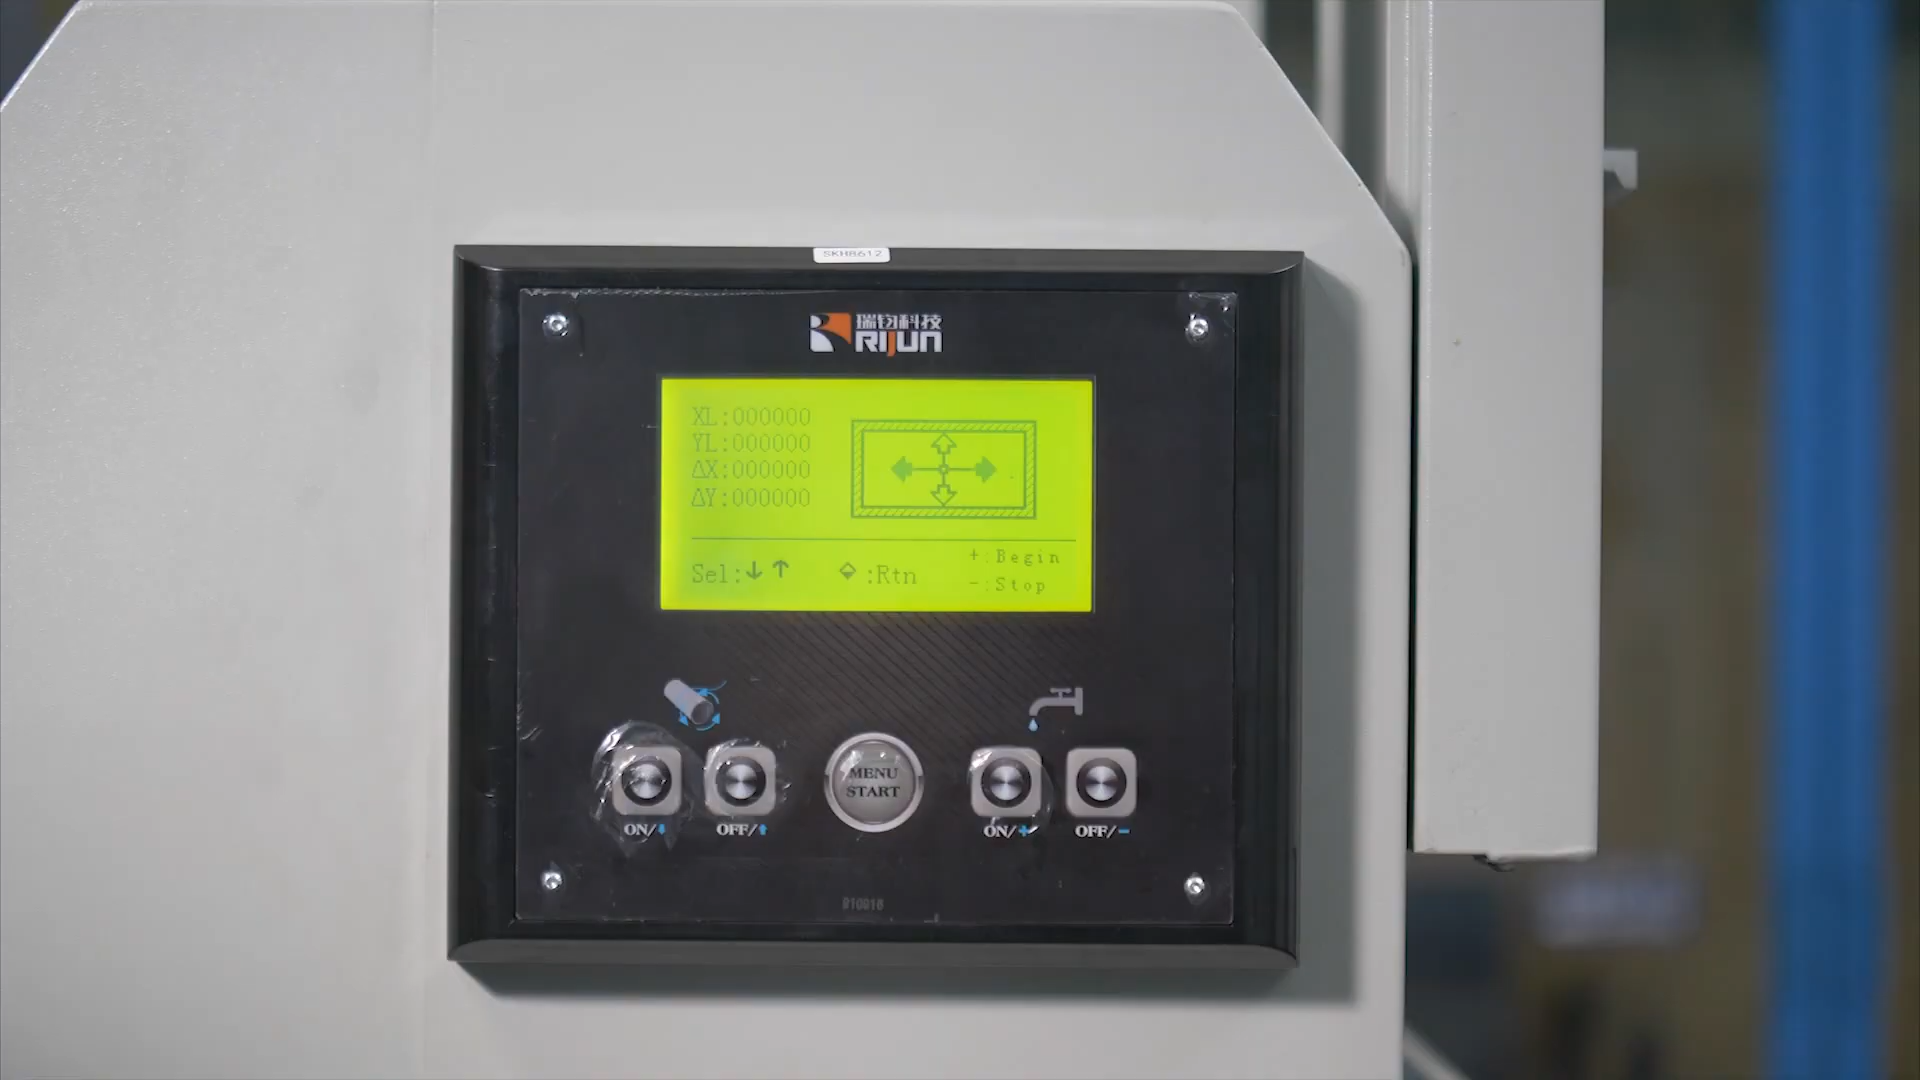 SKH8612
瑞钧科技
RIJUN
XL:000000
YL:000000
ΔX:000000
ΔY:000000
Sel:↓↑ :Rtn
+:Begin
-:Stop
MENU
START
ON/↓
OFF/↑
ON/+
OFF/-